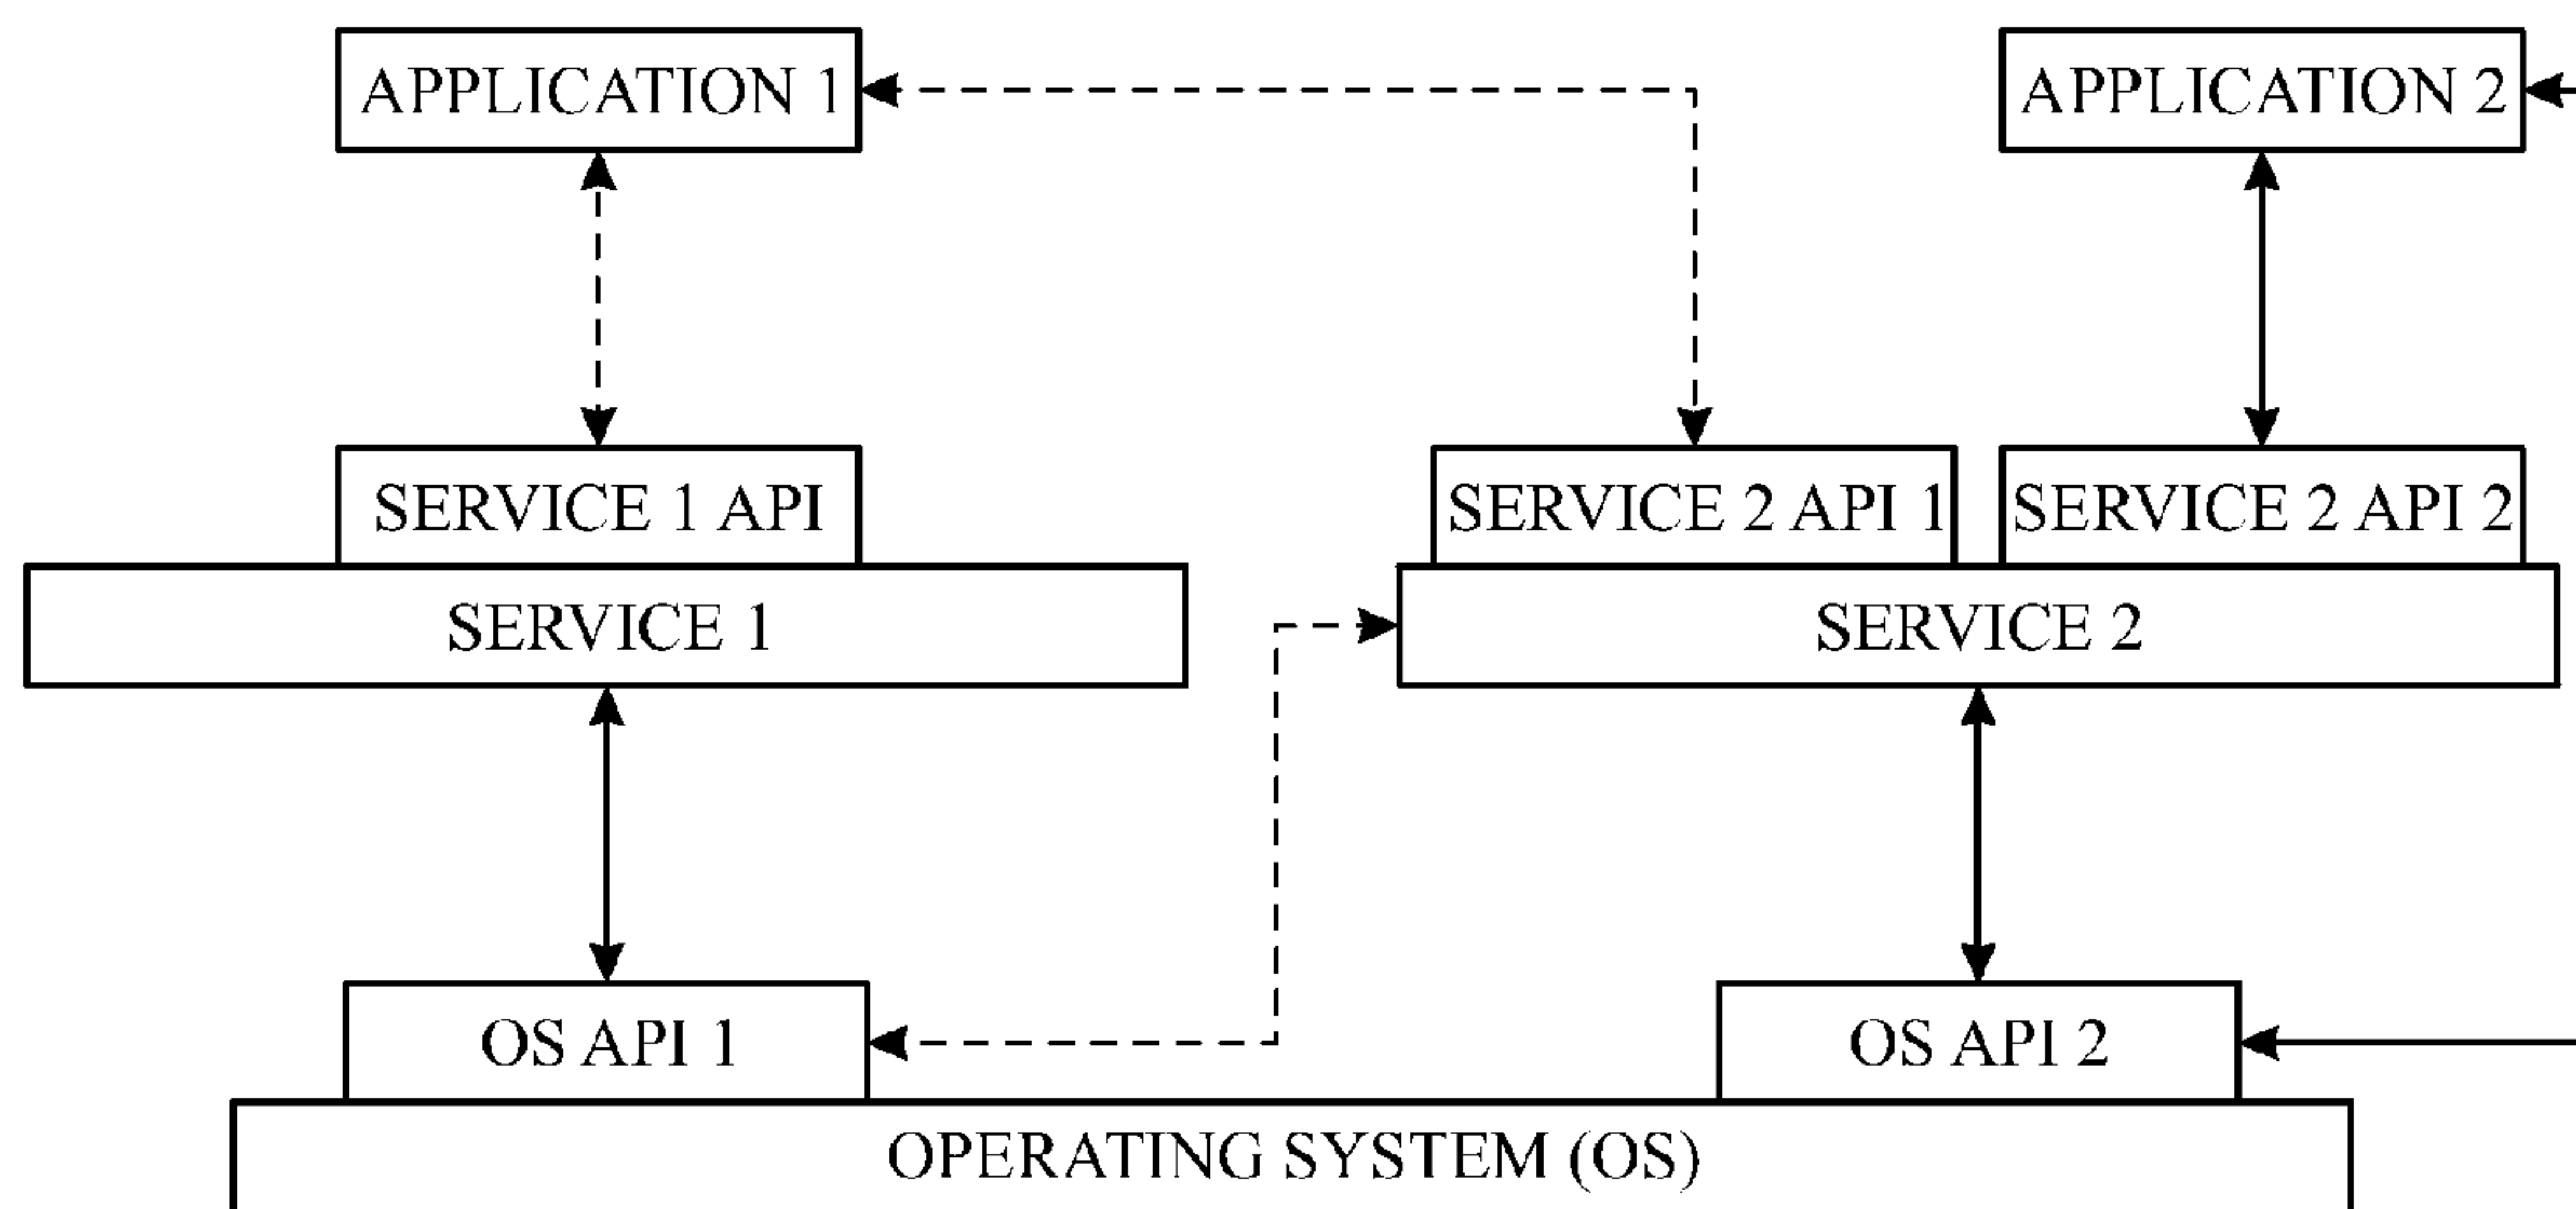 APPLICATION 1
APPLICATION 2
SERVICE 1 API
SERVICE 2 API 1
SERVICE 2 API 2
SERVICE 1
SERVICE 2
OS API 1
OS API 2
OPERATING SYSTEM (OS)